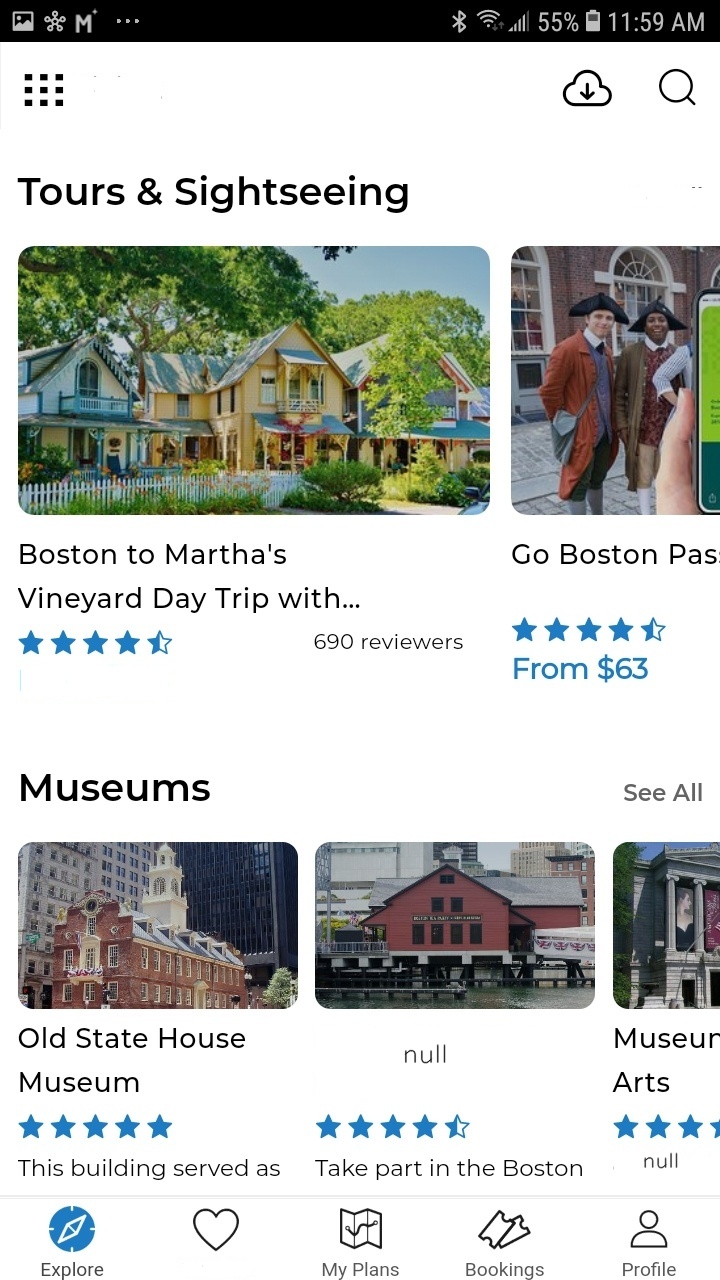 55% 11:59 AM
Tours & Sightseeing
Boston to Martha's
Vineyard Day Trip with...
690 reviewers
Go Boston Pas
From $63
Museums
See All
Old State House
Museum
This building served as
null
Take part in the Boston
Museum
Arts
null
Explore
My Plans
Bookings
Profile